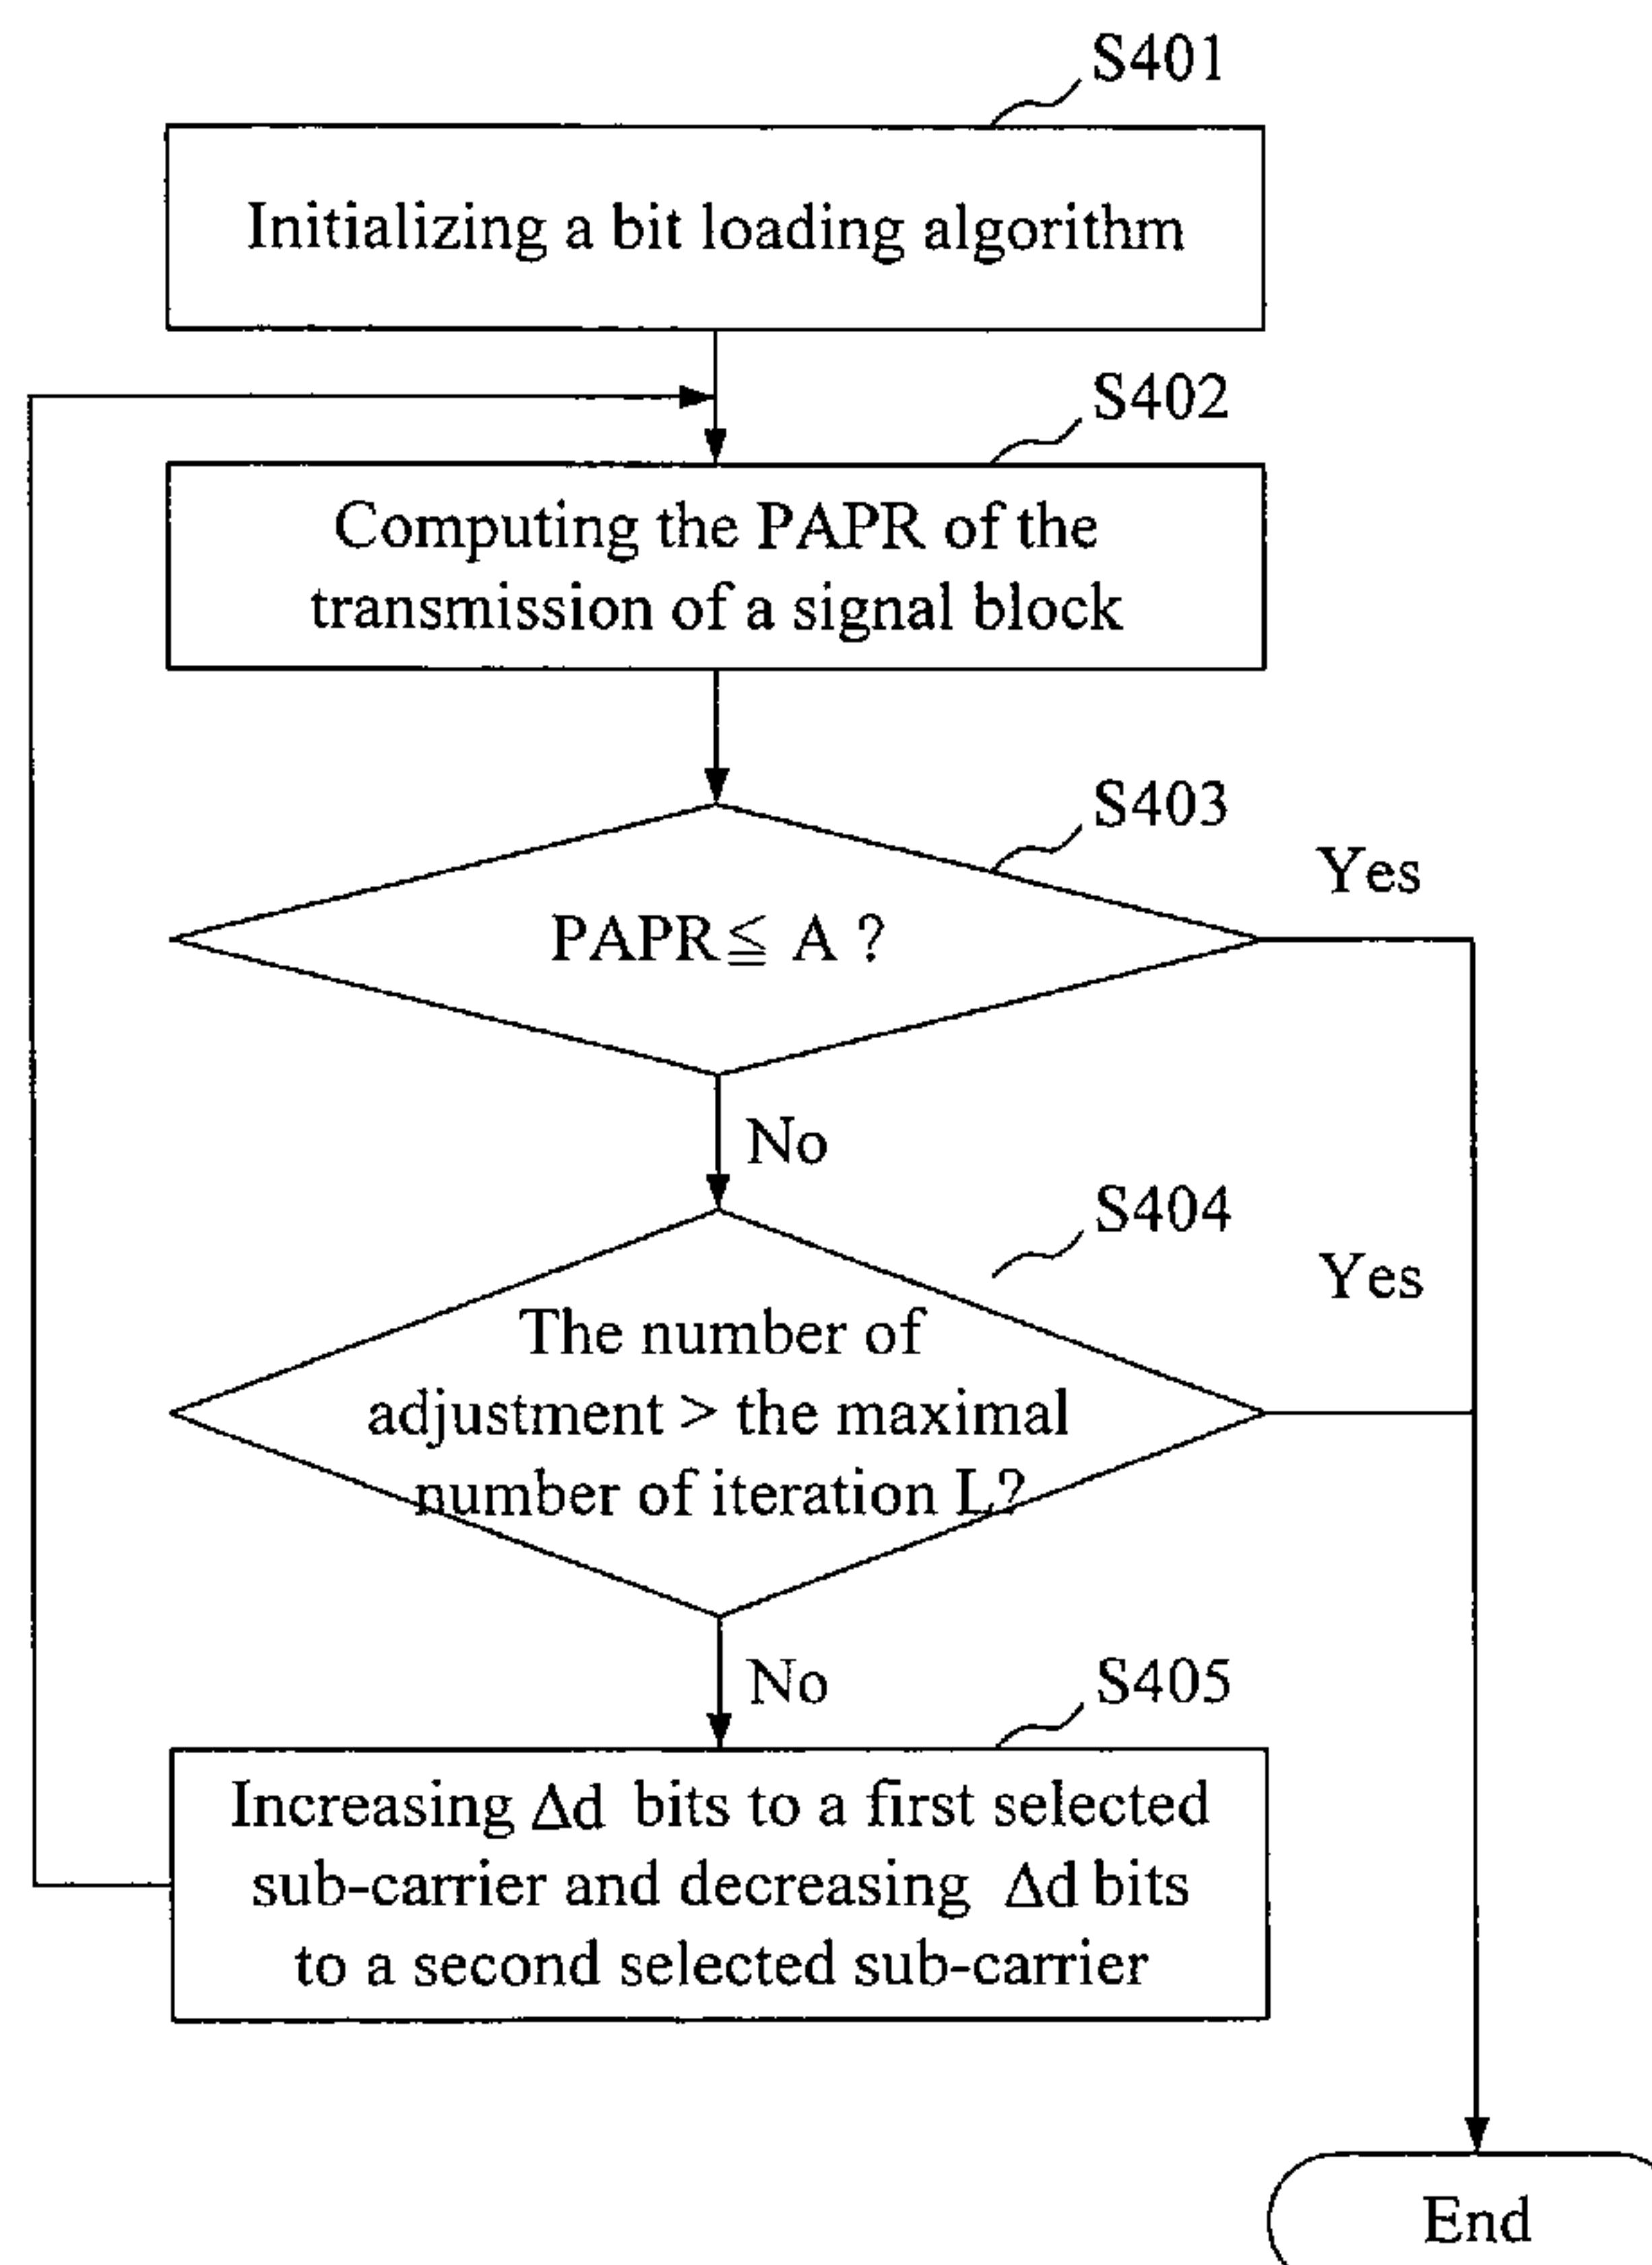 S401
Initializing a bit loading algorithm
S402
Computing the PAPR of the
transmission of a signal block
S403
Yes
PAPR≦ A ?
No
S404
Yes
The number of
adjustment > the maximal
number of iteration L?
No
S405
Increasing Δd bits to a first selected
sub-carrier and decreasing Δd bits
to a second selected sub-carrier
End